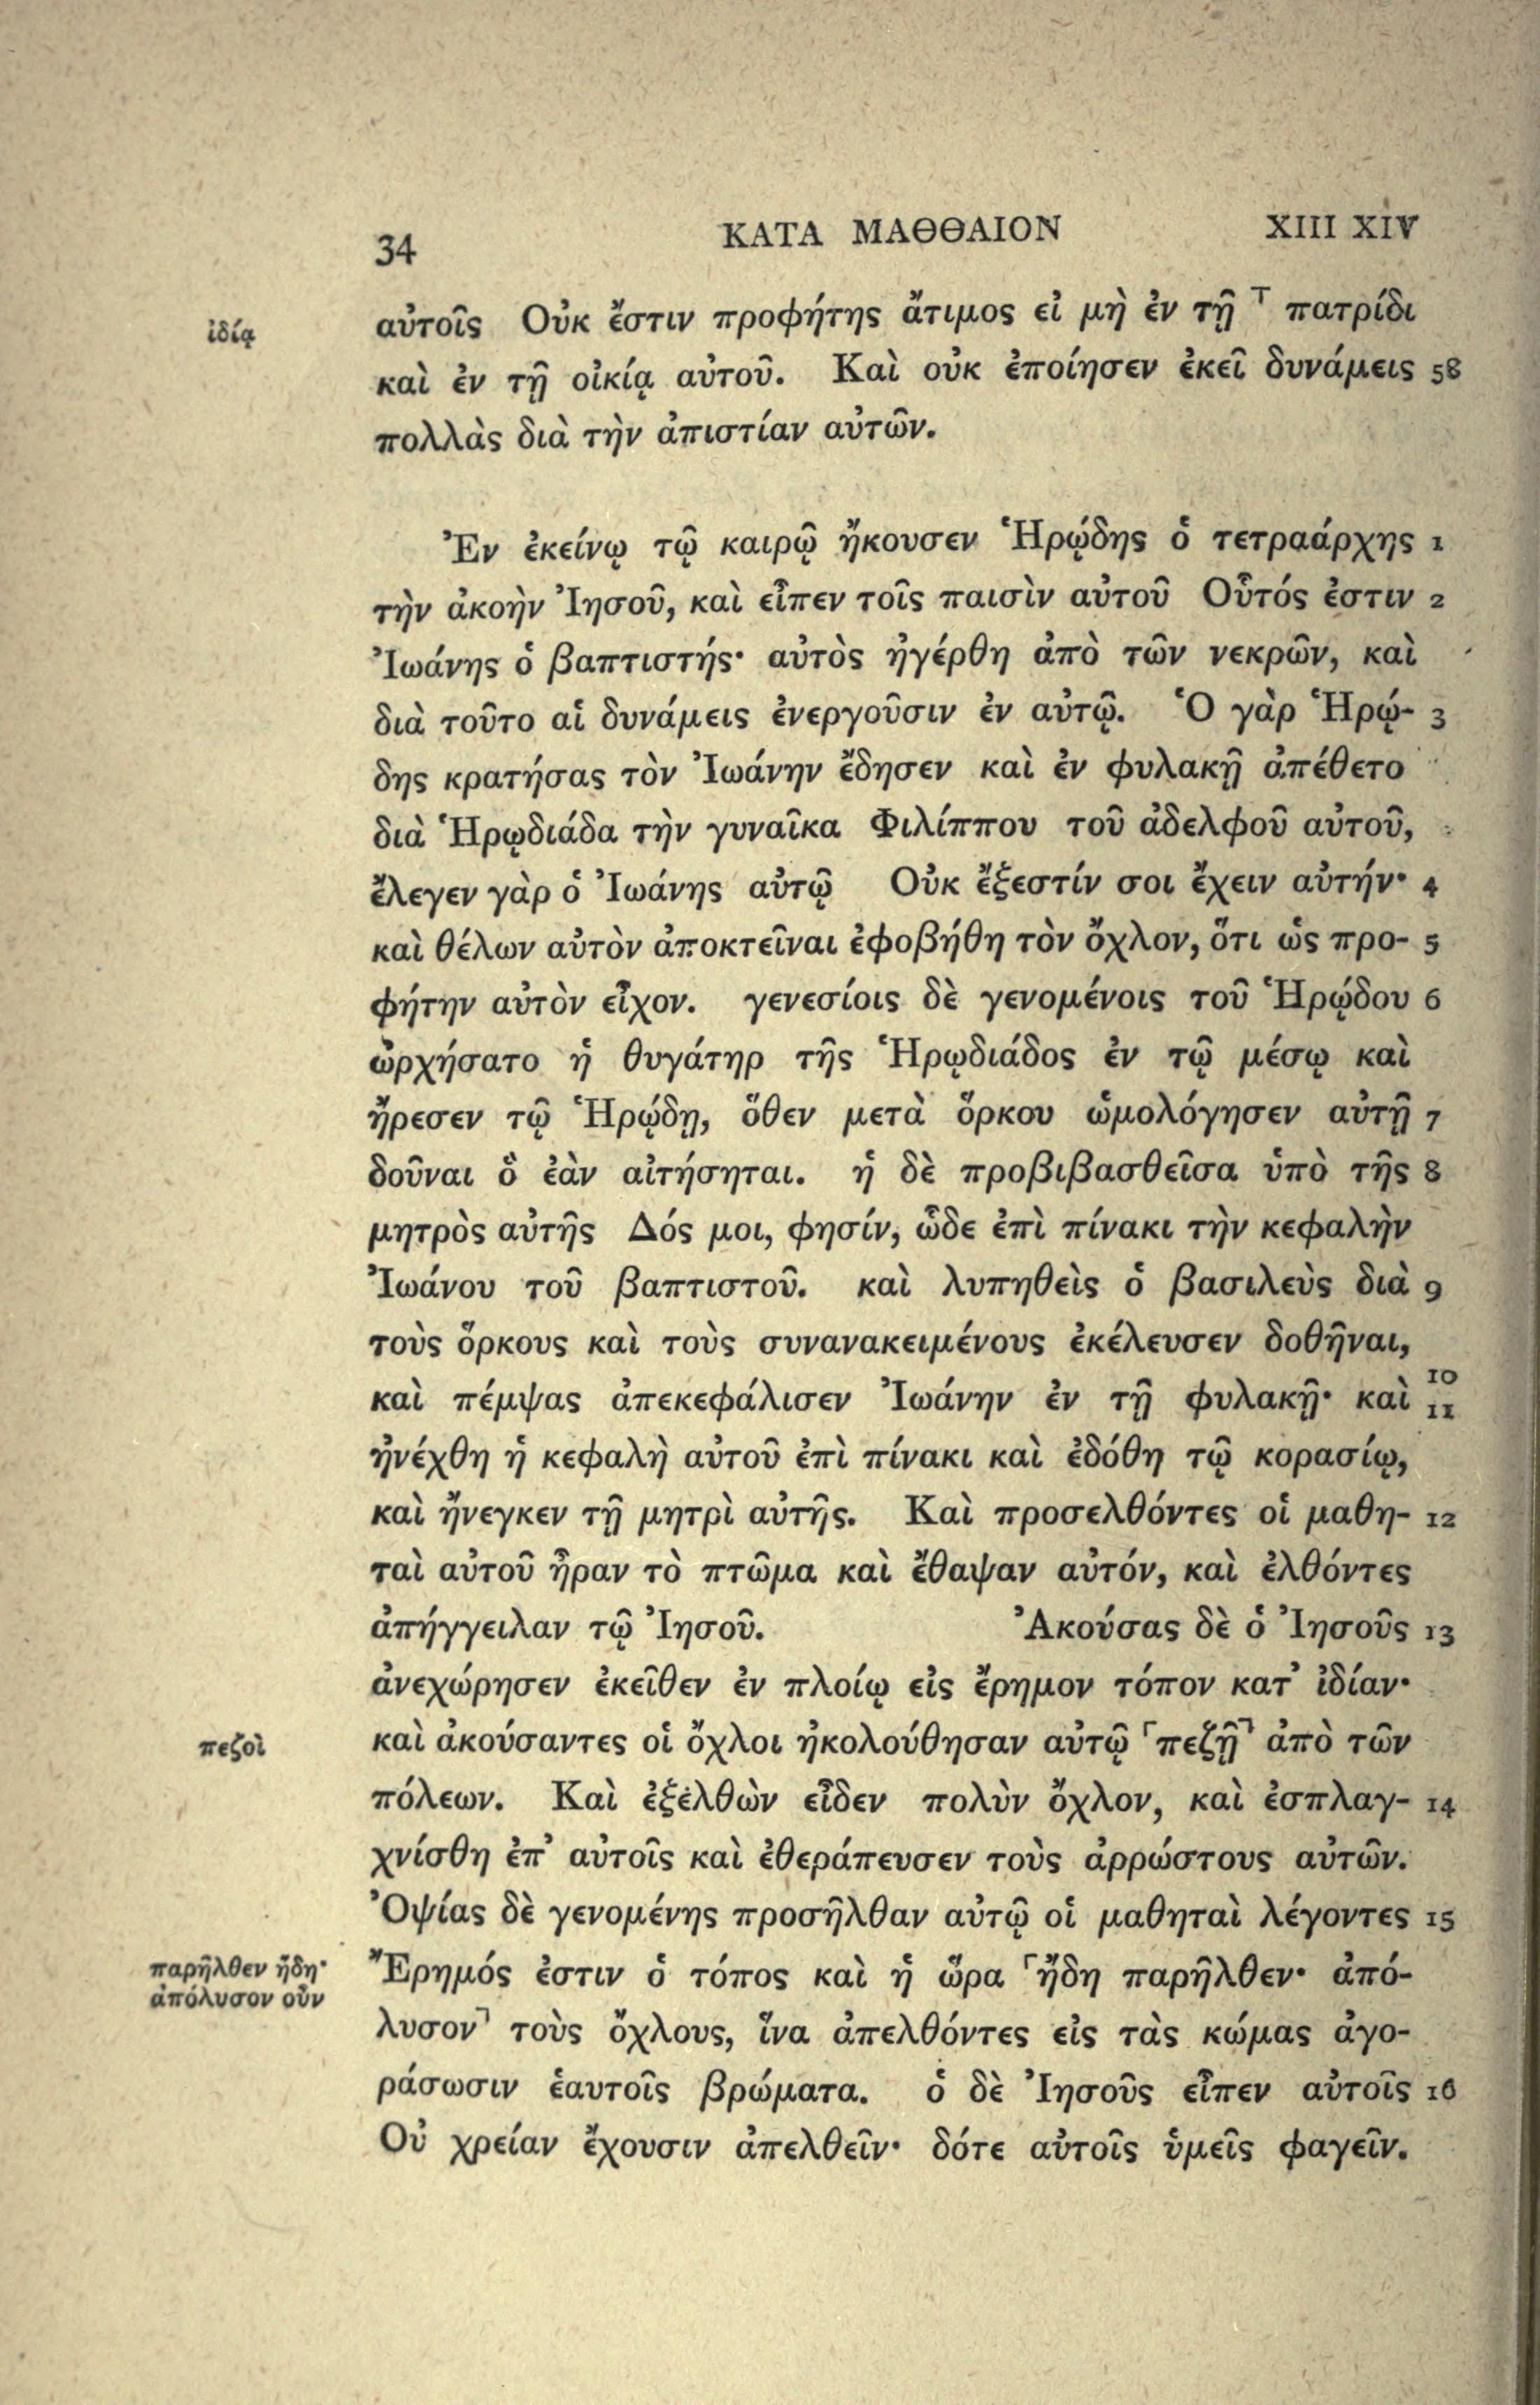 34 ΚΑΤΑ ΜΑΘΘΑΙΟΝ XIII XIV
ἰδίᾳ
αὐτοῖς Οὐκ ἔστιν προφήτης ἄτιμος εἰ μὴ ἐν τῇ ⸆ πατρίδι
καὶ ἐν τῇ οἰκίᾳ αὐτοῦ. Καὶ οὐκ ἐποίησεν ἐκεῖ δυνάμεις 58
πολλὰς διὰ τὴν ἀπιστίαν αὐτῶν.
Ἐν ἐκείνῳ τῷ καιρῷ ἤκουσεν Ἡρῴδης ὁ τετραάρχης 1
τὴν ἀκοὴν Ἰησοῦ, καὶ εἶπεν τοῖς παισὶν αὐτοῦ Οὗτός ἐστιν 2
Ἰωάνης ὁ βαπτιστής· αὐτὸς ἠγέρθη ἀπὸ τῶν νεκρῶν, καὶ
διὰ τοῦτο αἱ δυνάμεις ἐνεργοῦσιν ἐν αὐτῷ. Ὁ γὰρ Ἡρῴ- 3
δης κρατήσας τὸν Ἰωάνην ἔδησεν καὶ ἐν φυλακῇ ἀπέθετο
διὰ Ἡρῳδιάδα τὴν γυναῖκα Φιλίππου τοῦ ἀδελφοῦ αὐτοῦ,
ἔλεγεν γὰρ ὁ Ἰωάνης αὐτῷ Οὐκ ἔξεστίν σοι ἔχειν αὐτήν· 4
καὶ θέλων αὐτὸν ἀποκτεῖναι ἐφοβήθη τὸν ὄχλον, ὅτι ὡς προ- 5
φήτην αὐτὸν εἶχον. γενεσίοις δὲ γενομένοις τοῦ Ἡρῴδου 6
ὠρχήσατο ἡ θυγάτηρ τῆς Ἡρῳδιάδος ἐν τῷ μέσῳ καὶ
ἤρεσεν τῷ Ἡρῴδῃ, ὅθεν μετὰ ὅρκου ὡμολόγησεν αὐτῇ 7
δοῦναι ὃ ἐὰν αἰτήσηται. ἡ δὲ προβιβασθεῖσα ὑπὸ τῆς 8
μητρὸς αὐτῆς Δός μοι, φησίν, ὧδε ἐπὶ πίνακι τὴν κεφαλὴν
Ἰωάνου τοῦ βαπτιστοῦ. καὶ λυπηθεὶς ὁ βασιλεὺς διὰ 9
τοὺς ὅρκους καὶ τοὺς συνανακειμένους ἐκέλευσεν δοθῆναι,
καὶ πέμψας ἀπεκεφάλισεν Ἰωάνην ἐν τῇ φυλακῇ· καὶ 10 11
ἠνέχθη ἡ κεφαλὴ αὐτοῦ ἐπὶ πίνακι καὶ ἐδόθη τῷ κορασίῳ,
καὶ ἤνεγκεν τῇ μητρὶ αὐτῆς. Καὶ προσελθόντες οἱ μαθη- 12
ταὶ αὐτοῦ ἦραν τὸ πτῶμα καὶ ἔθαψαν αὐτόν, καὶ ἐλθόντες
ἀπήγγειλαν τῷ Ἰησοῦ. Ἀκούσας δὲ ὁ Ἰησοῦς 13
ἀνεχώρησεν ἐκεῖθεν ἐν πλοίῳ εἰς ἔρημον τόπον κατ' ἰδίαν·
πεζοὶ
καὶ ἀκούσαντες οἱ ὄχλοι ἠκολούθησαν αὐτῷ ⸀πεζῇ⸣ ἀπὸ τῶν
πόλεων. Καὶ ἐξελθὼν εἶδεν πολὺν ὄχλον, καὶ ἐσπλαγ- 14
χνίσθη ἐπ' αὐτοῖς καὶ ἐθεράπευσεν τοὺς ἀρρώστους αὐτῶν.
Ὀψίας δὲ γενομένης προσῆλθαν αὐτῷ οἱ μαθηταὶ λέγοντες 15
παρῆλθεν ἤδη·
ἀπόλυσον οὖν
Ἔρημός ἐστιν ὁ τόπος καὶ ἡ ὥρα ⸀ἤδη παρῆλθεν· ἀπό-
λυσον⸣ τοὺς ὄχλους, ἵνα ἀπελθόντες εἰς τὰς κώμας ἀγο-
ράσωσιν ἑαυτοῖς βρώματα. ὁ δὲ Ἰησοῦς εἶπεν αὐτοῖς 16
Οὐ χρείαν ἔχουσιν ἀπελθεῖν· δότε αὐτοῖς ὑμεῖς φαγεῖν.